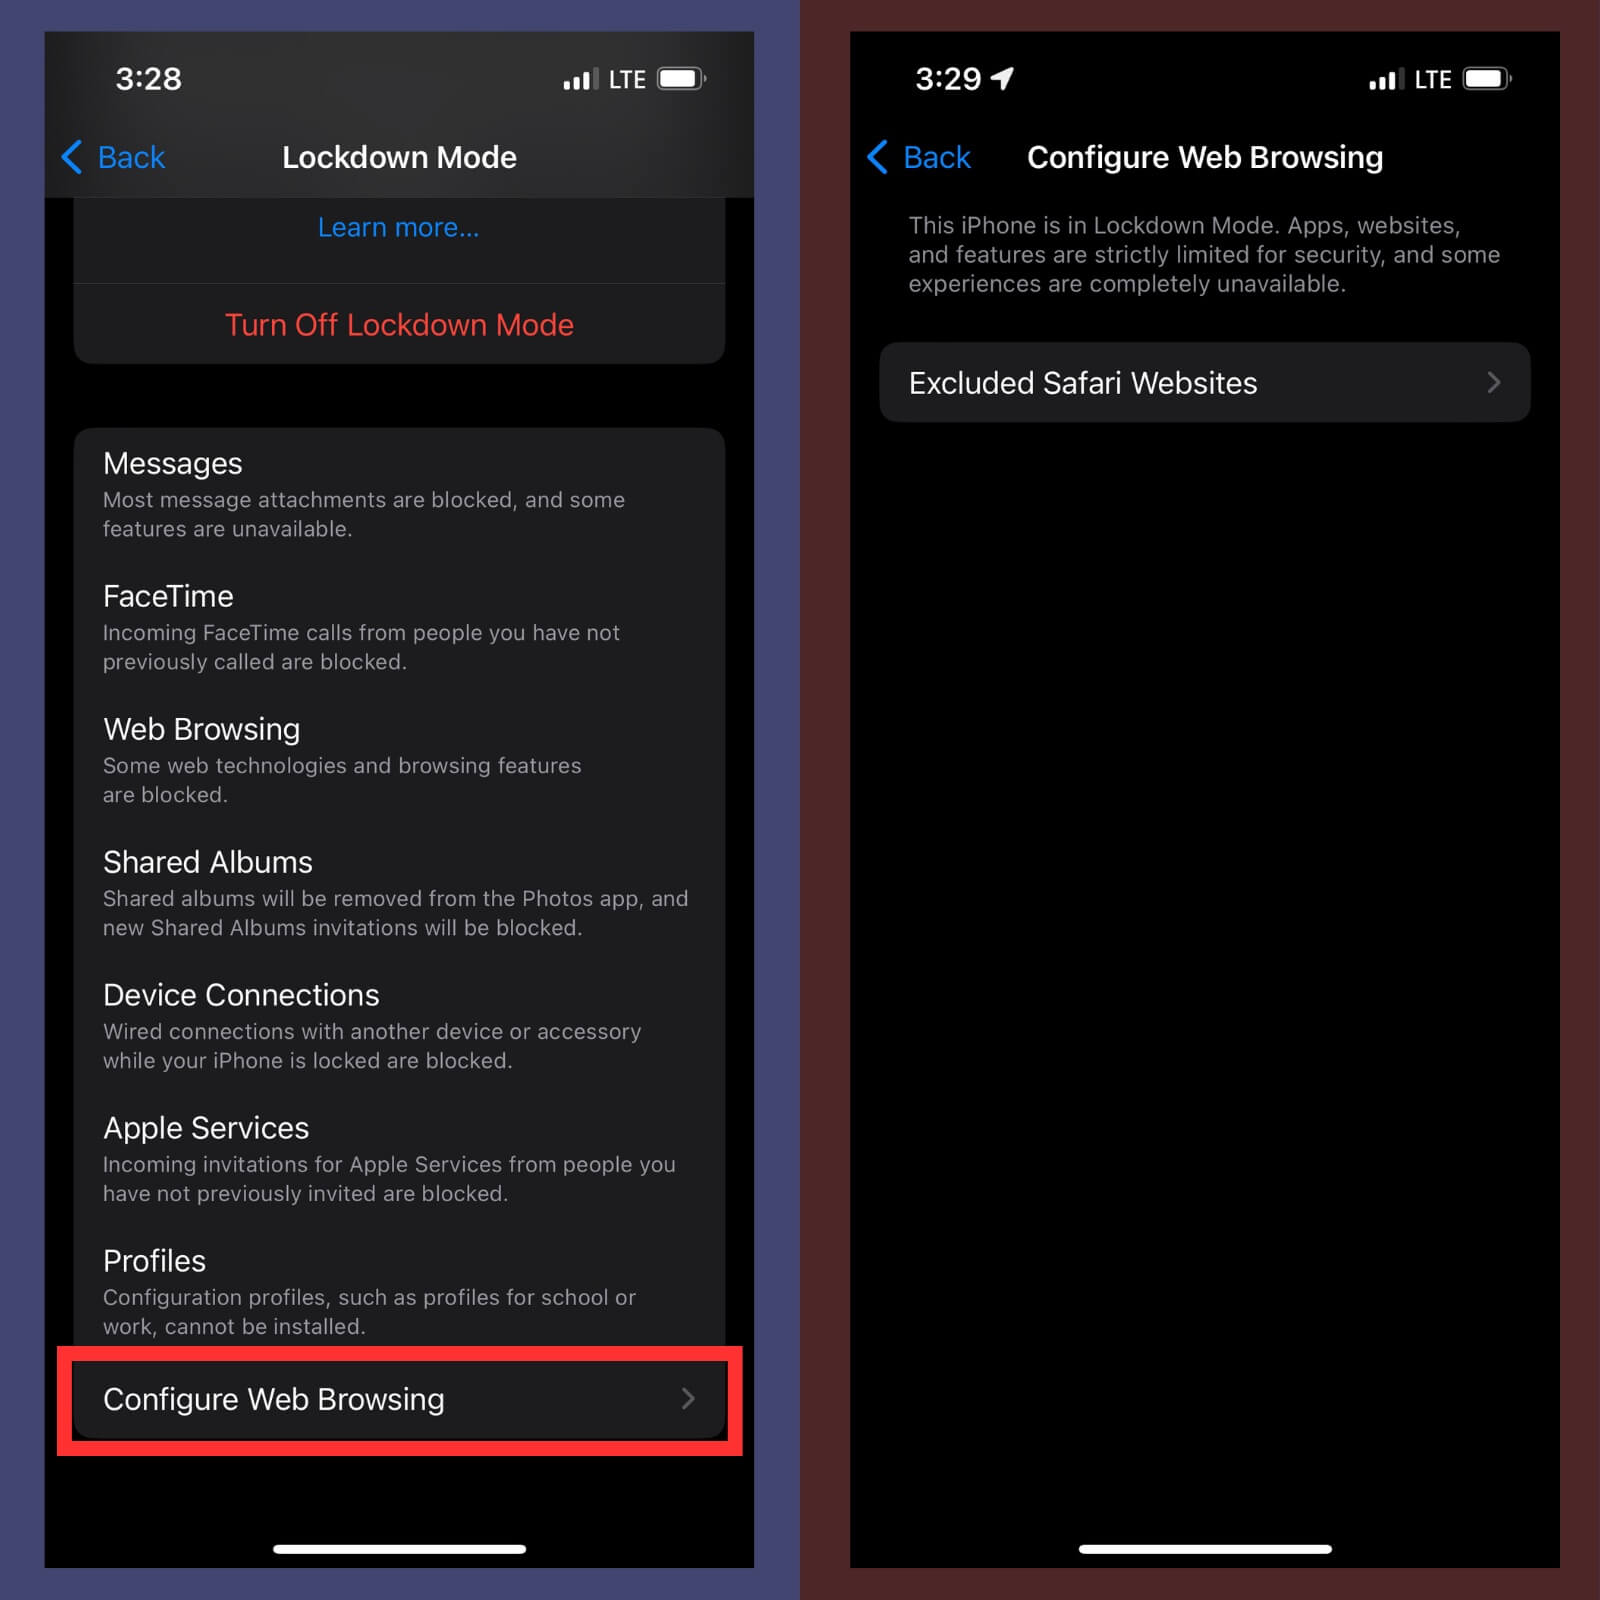 3:28
LTE
Back
Lockdown Mode
Learn more...
Turn Off Lockdown Mode
Messages
Most message attachments are blocked, and some
features are unavailable.
FaceTime
Incoming FaceTime calls from people you have not
previously called are blocked.
Web Browsing
Some web technologies and browsing features
are blocked.
Shared Albums
Shared albums will be removed from the Photos app, and
new Shared Albums invitations will be blocked.
Device Connections
Wired connections with another device or accessory
while your iPhone is locked are blocked.
Apple Services
Incoming invitations for Apple Services from people you
have not previously invited are blocked.
Profiles
Configuration profiles, such as profiles for school or
work, cannot be installed.
Configure Web Browsing
3:29
LTE
Back
Configure Web Browsing
This iPhone is in Lockdown Mode. Apps, websites,
and features are strictly limited for security, and some
experiences are completely unavailable.
Excluded Safari Websites